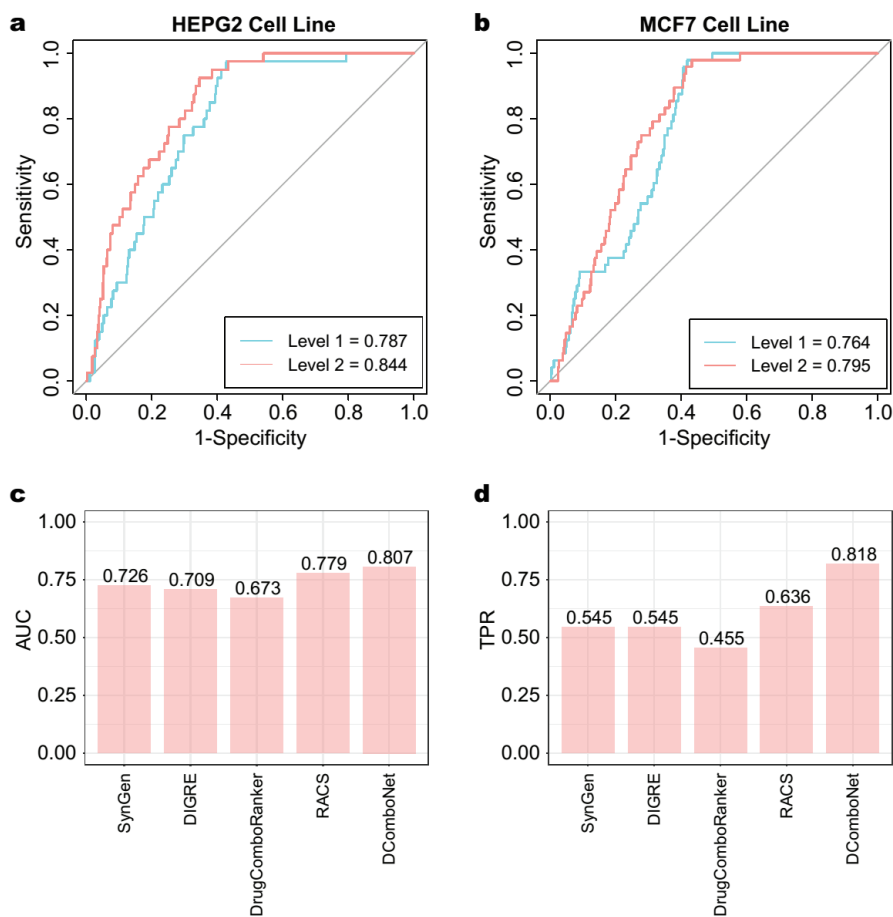 a
HEPG2 Cell Line
Sensitivity
1.0
0.8
0.6
0.4
0.2
0.0
Level 1 = 0.787
Level 2 = 0.844
0.0 0.2 0.4 0.6 0.8 1.0
1-Specificity
b
MCF7 Cell Line
Sensitivity
1.0
0.8
0.6
0.4
0.2
0.0
Level 1 = 0.764
Level 2 = 0.795
0.0 0.2 0.4 0.6 0.8 1.0
1-Specificity
c
AUC
1.00
0.75
0.50
0.25
0.00
0.726
0.709
0.673
0.779
0.807
SynGen
DIGRE
DrugComboRanker
RACS
DComboNet
d
TPR
1.00
0.75
0.50
0.25
0.00
0.545
0.545
0.455
0.636
0.818
SynGen
DIGRE
DrugComboRanker
RACS
DComboNet